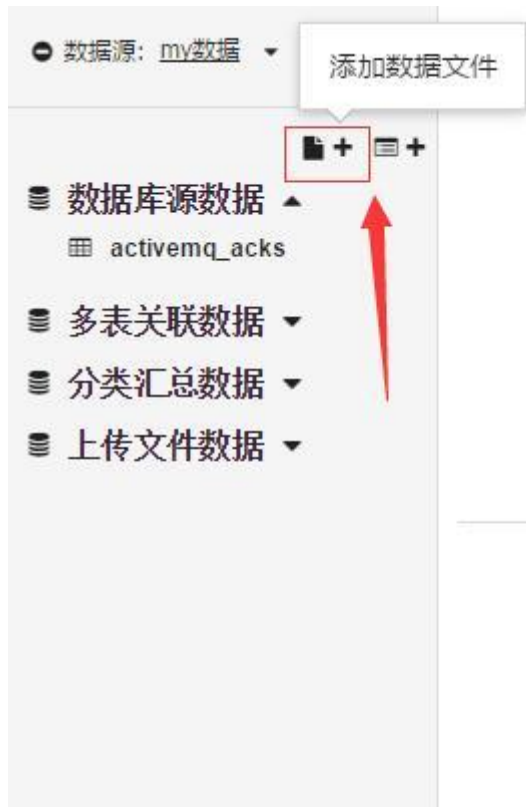 数据源: my数据
添加数据文件
数据库源数据
activemq_acks
多表关联数据
分类汇总数据
上传文件数据